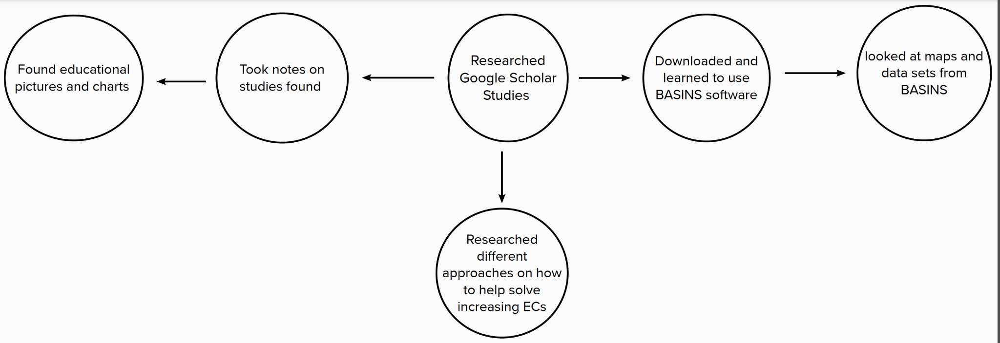 Found educational
pictures and charts
Took notes on
studies found
Researched
Google Scholar
Studies
Downloaded and
learned to use
BASINS software
looked at maps and
data sets from
BASINS
Researched
different
approaches on how
to help solve
increasing ECs